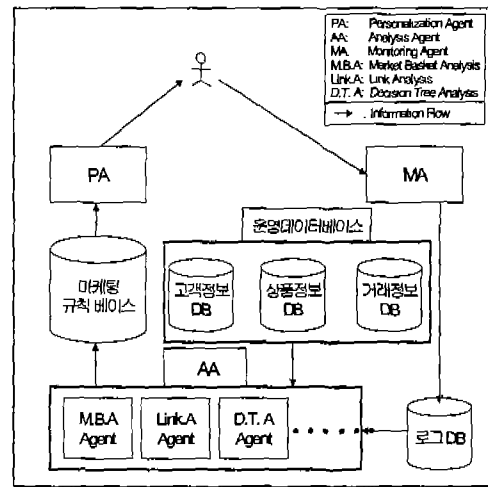 PA: Personalization Agent
AA: Analysis Agent
MA: Monitoring Agent
M.B.A: Market Basket Analysis
Link.A: Link Analysis
D.T. A: Decision Tree Analysis
: Information Flow
PA
MA
운영데이터베이스
마케팅
규칙 베이스
고객정보
DB
상품정보
DB
거래정보
DB
AA
M.B.A
Agent
Link.A
Agent
D.T. A
Agent
로그 DB